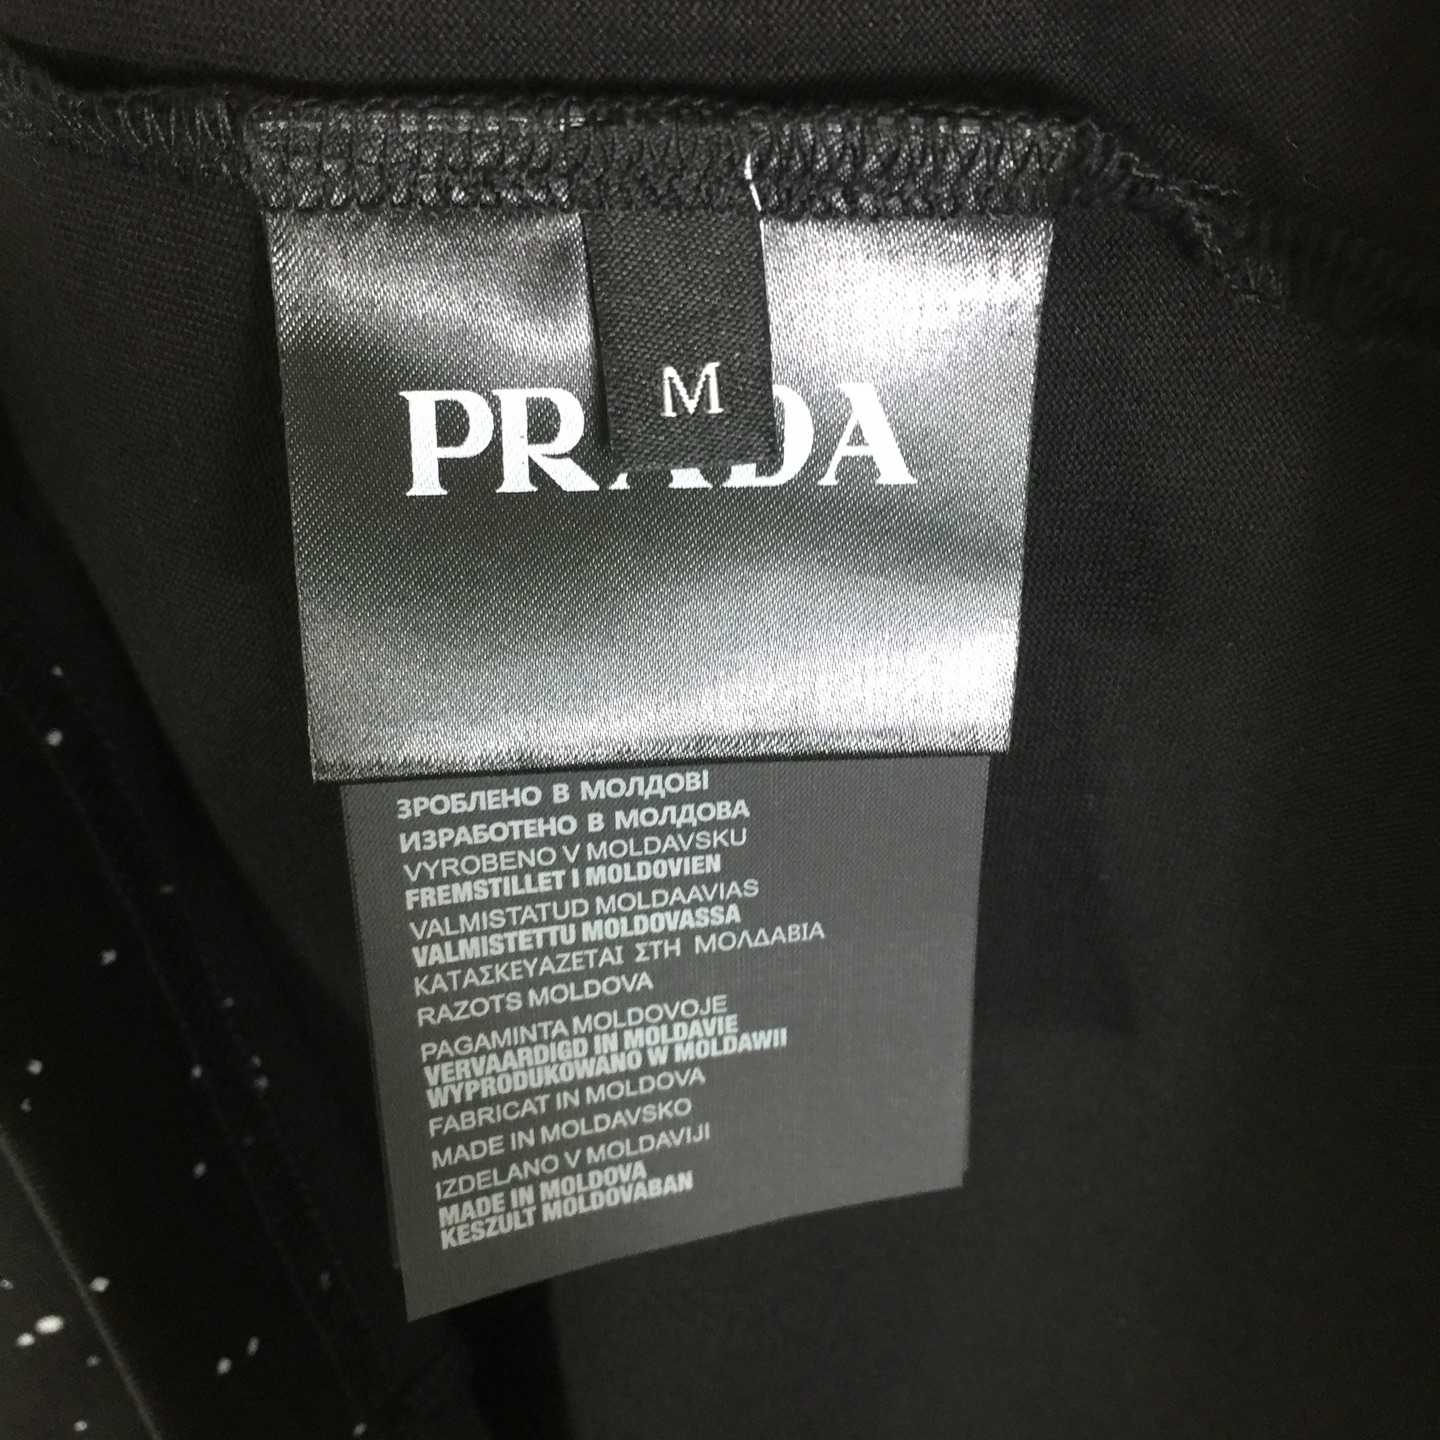 M
PRADA
ЗРОБЛЕНО В МОЛДОВІ
ИЗРАБОТЕНО В МОЛДОВА
VYROBENO V MOLDAVSKU
FREMSTILLET I MOLDOVIEN
VALMISTATUD MOLDAAVIAS
VALMISTETTU MOLDOVASSA
ΚΑΤΑΣΚΕΥΑΖΕΤΑΙ ΣΤΗ ΜΟΛΔΑΒΙΑ
RAZOTS MOLDOVA
PAGAMINTA MOLDOVOJE
VERVAARDIGD IN MOLDAVIE
WYPRODUKOWANO W MOLDAWII
FABRICAT IN MOLDOVA
MADE IN MOLDAVSKO
IZDELANO V MOLDAVIJI
MADE IN MOLDOVA
KESZULT MOLDOVÁBAN